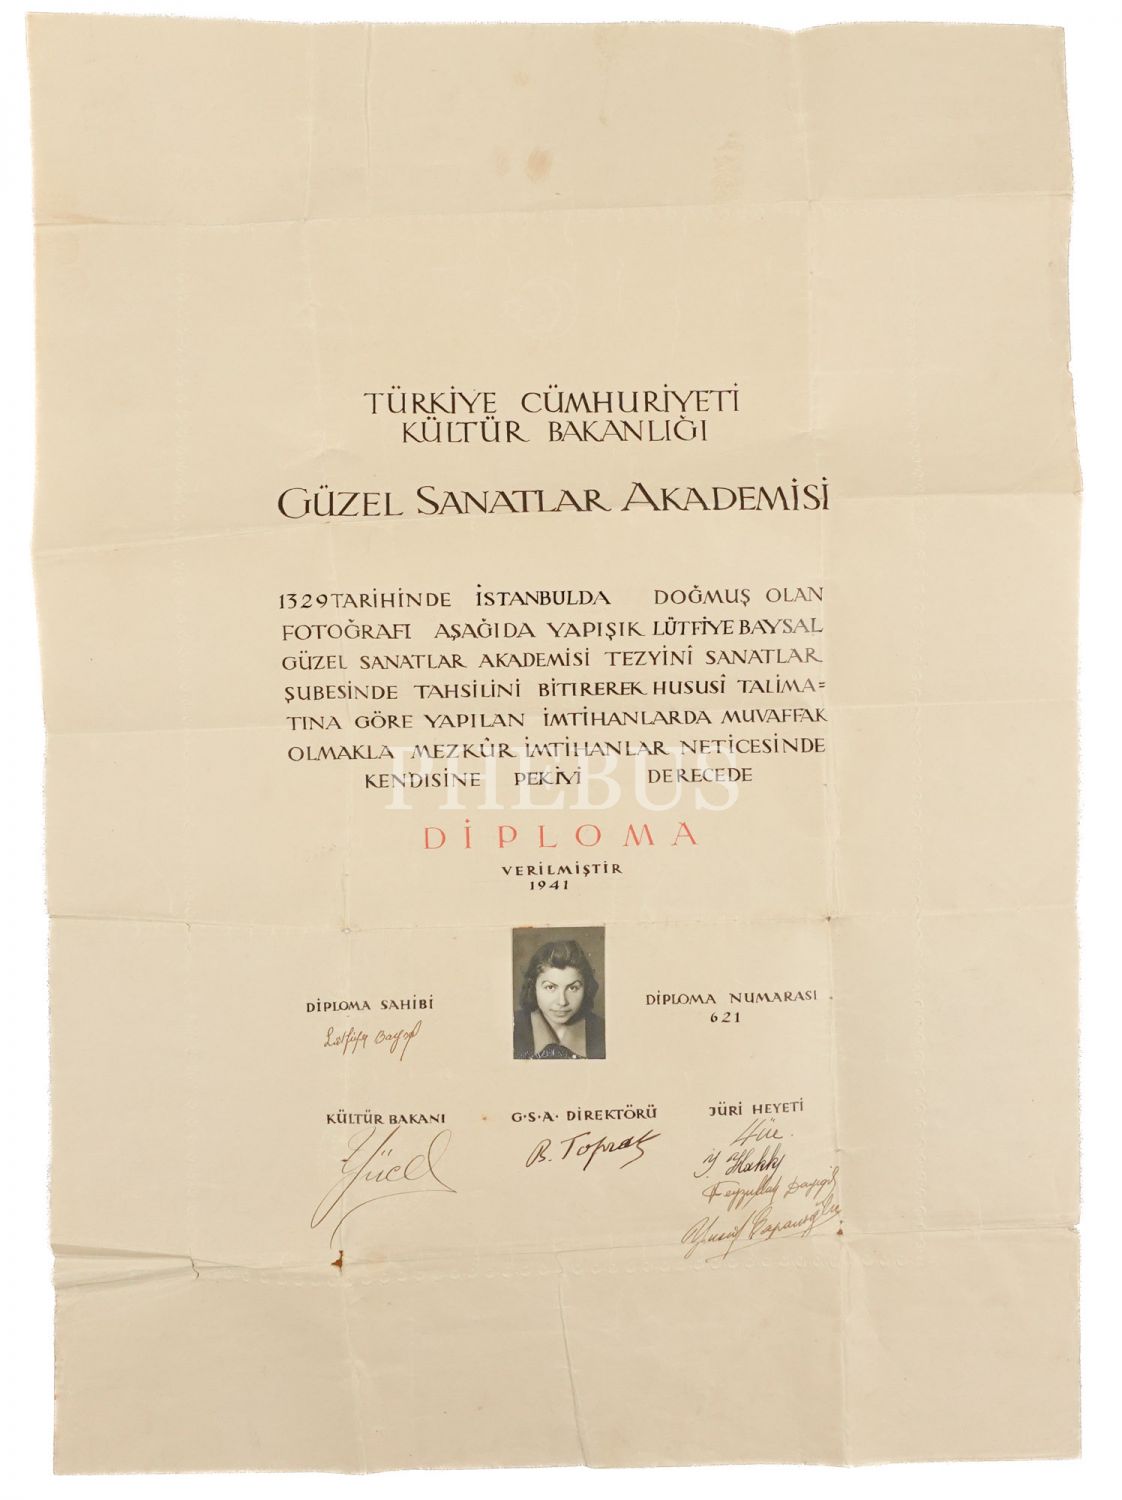 TÜRKİYE CÜMHURİYETİ
KÜLTÜR BAKANLIĞI
GÜZEL SANATLAR AKADEMİSİ
1329 TARİHİNDE İSTANBULDA DOĞMUŞ OLAN
FOTOĞRAFI AŞAĞIDA YAPIŞIK LÜTFİYE BAYSAL
GÜZEL SANATLAR AKADEMİSİ TEZYİNÎ SANATLAR
ŞUBESİNDE TAHSİLİNİ BİTİREREK HUSUSÎ TALİMA=
TINA GÖRE YAPILAN İMTİHANLARDA MUVAFFAK
OLMAKLA MEZKÛR İMTİHANLAR NETİCESİNDE
KENDİSİNE PEKİYİ DERECEDE
PHEBUS
DİPLOMA
VERİLMİŞTİR
1941
DİPLOMA SAHİBİ
DİPLOMA NUMARASI
621
KÜLTÜR BAKANI
G·S·A· DİREKTÖRÜ
JÜRİ HEYETİ
Yücel
B. Toprak